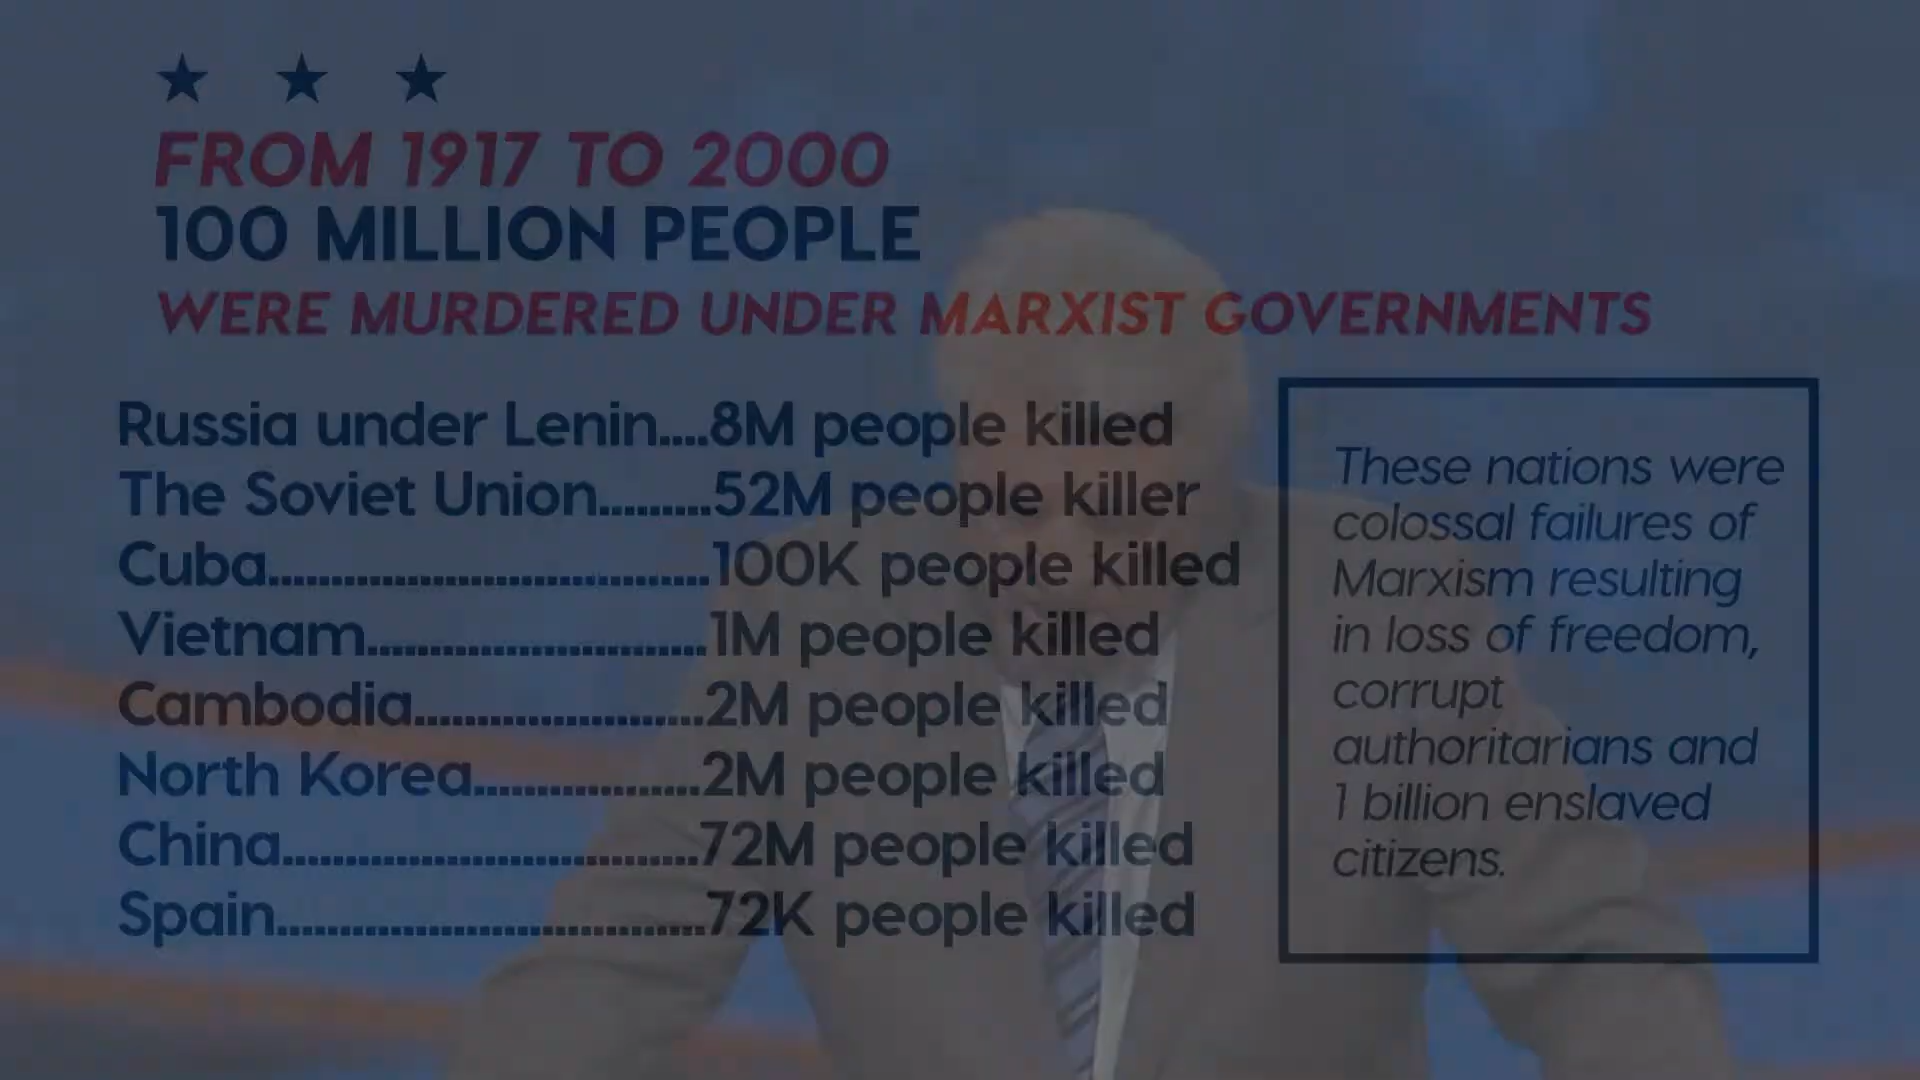 FROM 1917 TO 2000
100 MILLION PEOPLE
WERE MURDERED UNDER MARXIST GOVERNMENTS
Russia under Lenin....8M people killed
The Soviet Union.........52M people killer
Cuba...................................100K people killed
Vietnam...........................1M people killed
Cambodia.......................2M people killed
North Korea..................2M people killed
China.................................72M people killed
Spain..................................72K people killed
These nations were
colossal failures of
Marxism resulting
in loss of freedom,
corrupt
authoritarians and
1 billion enslaved
citizens.